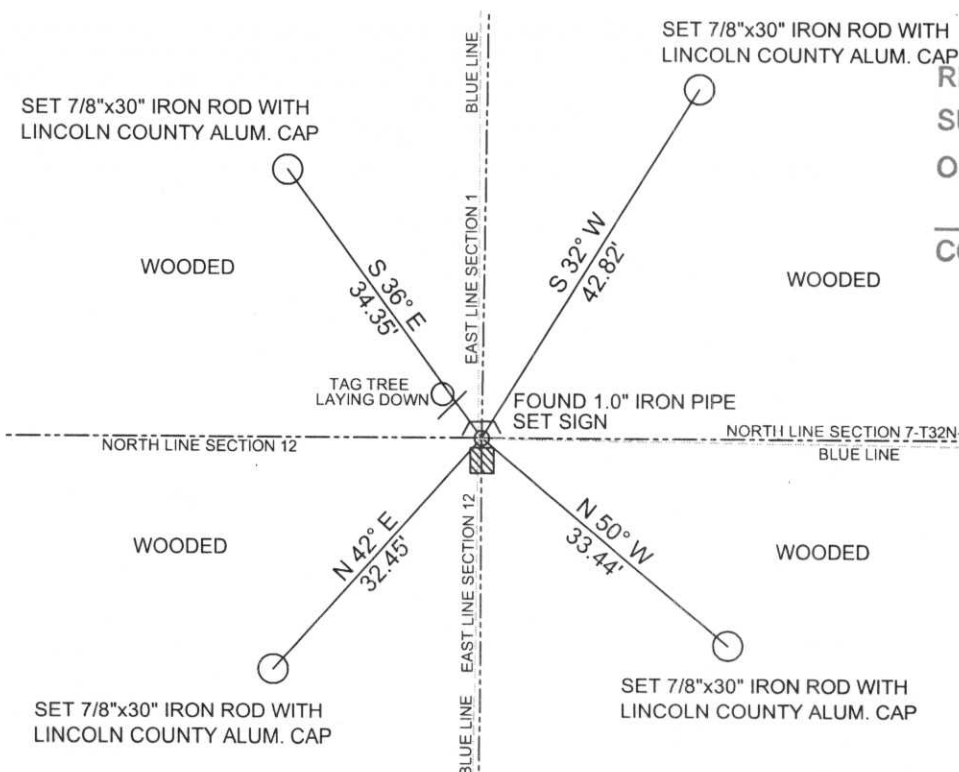 SET 7/8"x30" IRON ROD WITH
LINCOLN COUNTY ALUM. CAP
SET 7/8"x30" IRON ROD WITH
LINCOLN COUNTY ALUM. CAP
BLUE LINE
EAST LINE SECTION 1
WOODED
WOODED
S 36° E
34.35'
S 32° W
42.82'
TAG TREE
LAYING DOWN
FOUND 1.0" IRON PIPE
SET SIGN
NORTH LINE SECTION 12
NORTH LINE SECTION 7-T32N-
BLUE LINE
WOODED
WOODED
N 42° E
32.45'
N 50° W
33.44'
EAST LINE SECTION 12
BLUE LINE
SET 7/8"x30" IRON ROD WITH
LINCOLN COUNTY ALUM. CAP
SET 7/8"x30" IRON ROD WITH
LINCOLN COUNTY ALUM. CAP